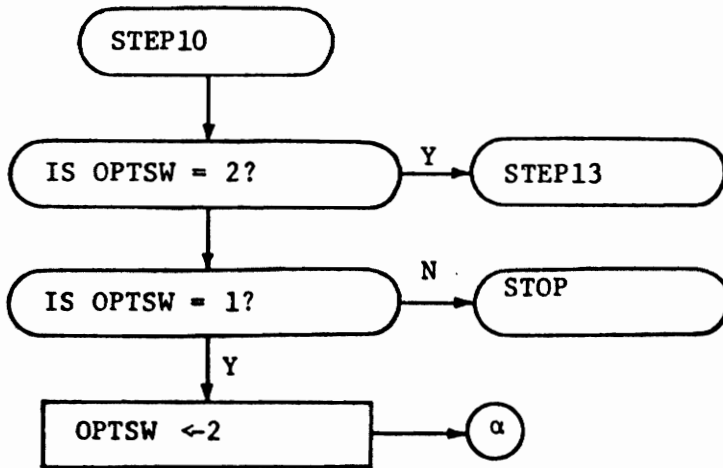 STEP10
IS OPTSW = 2?
Y
STEP13
IS OPTSW = 1?
N
STOP
Y
OPTSW ←2
α